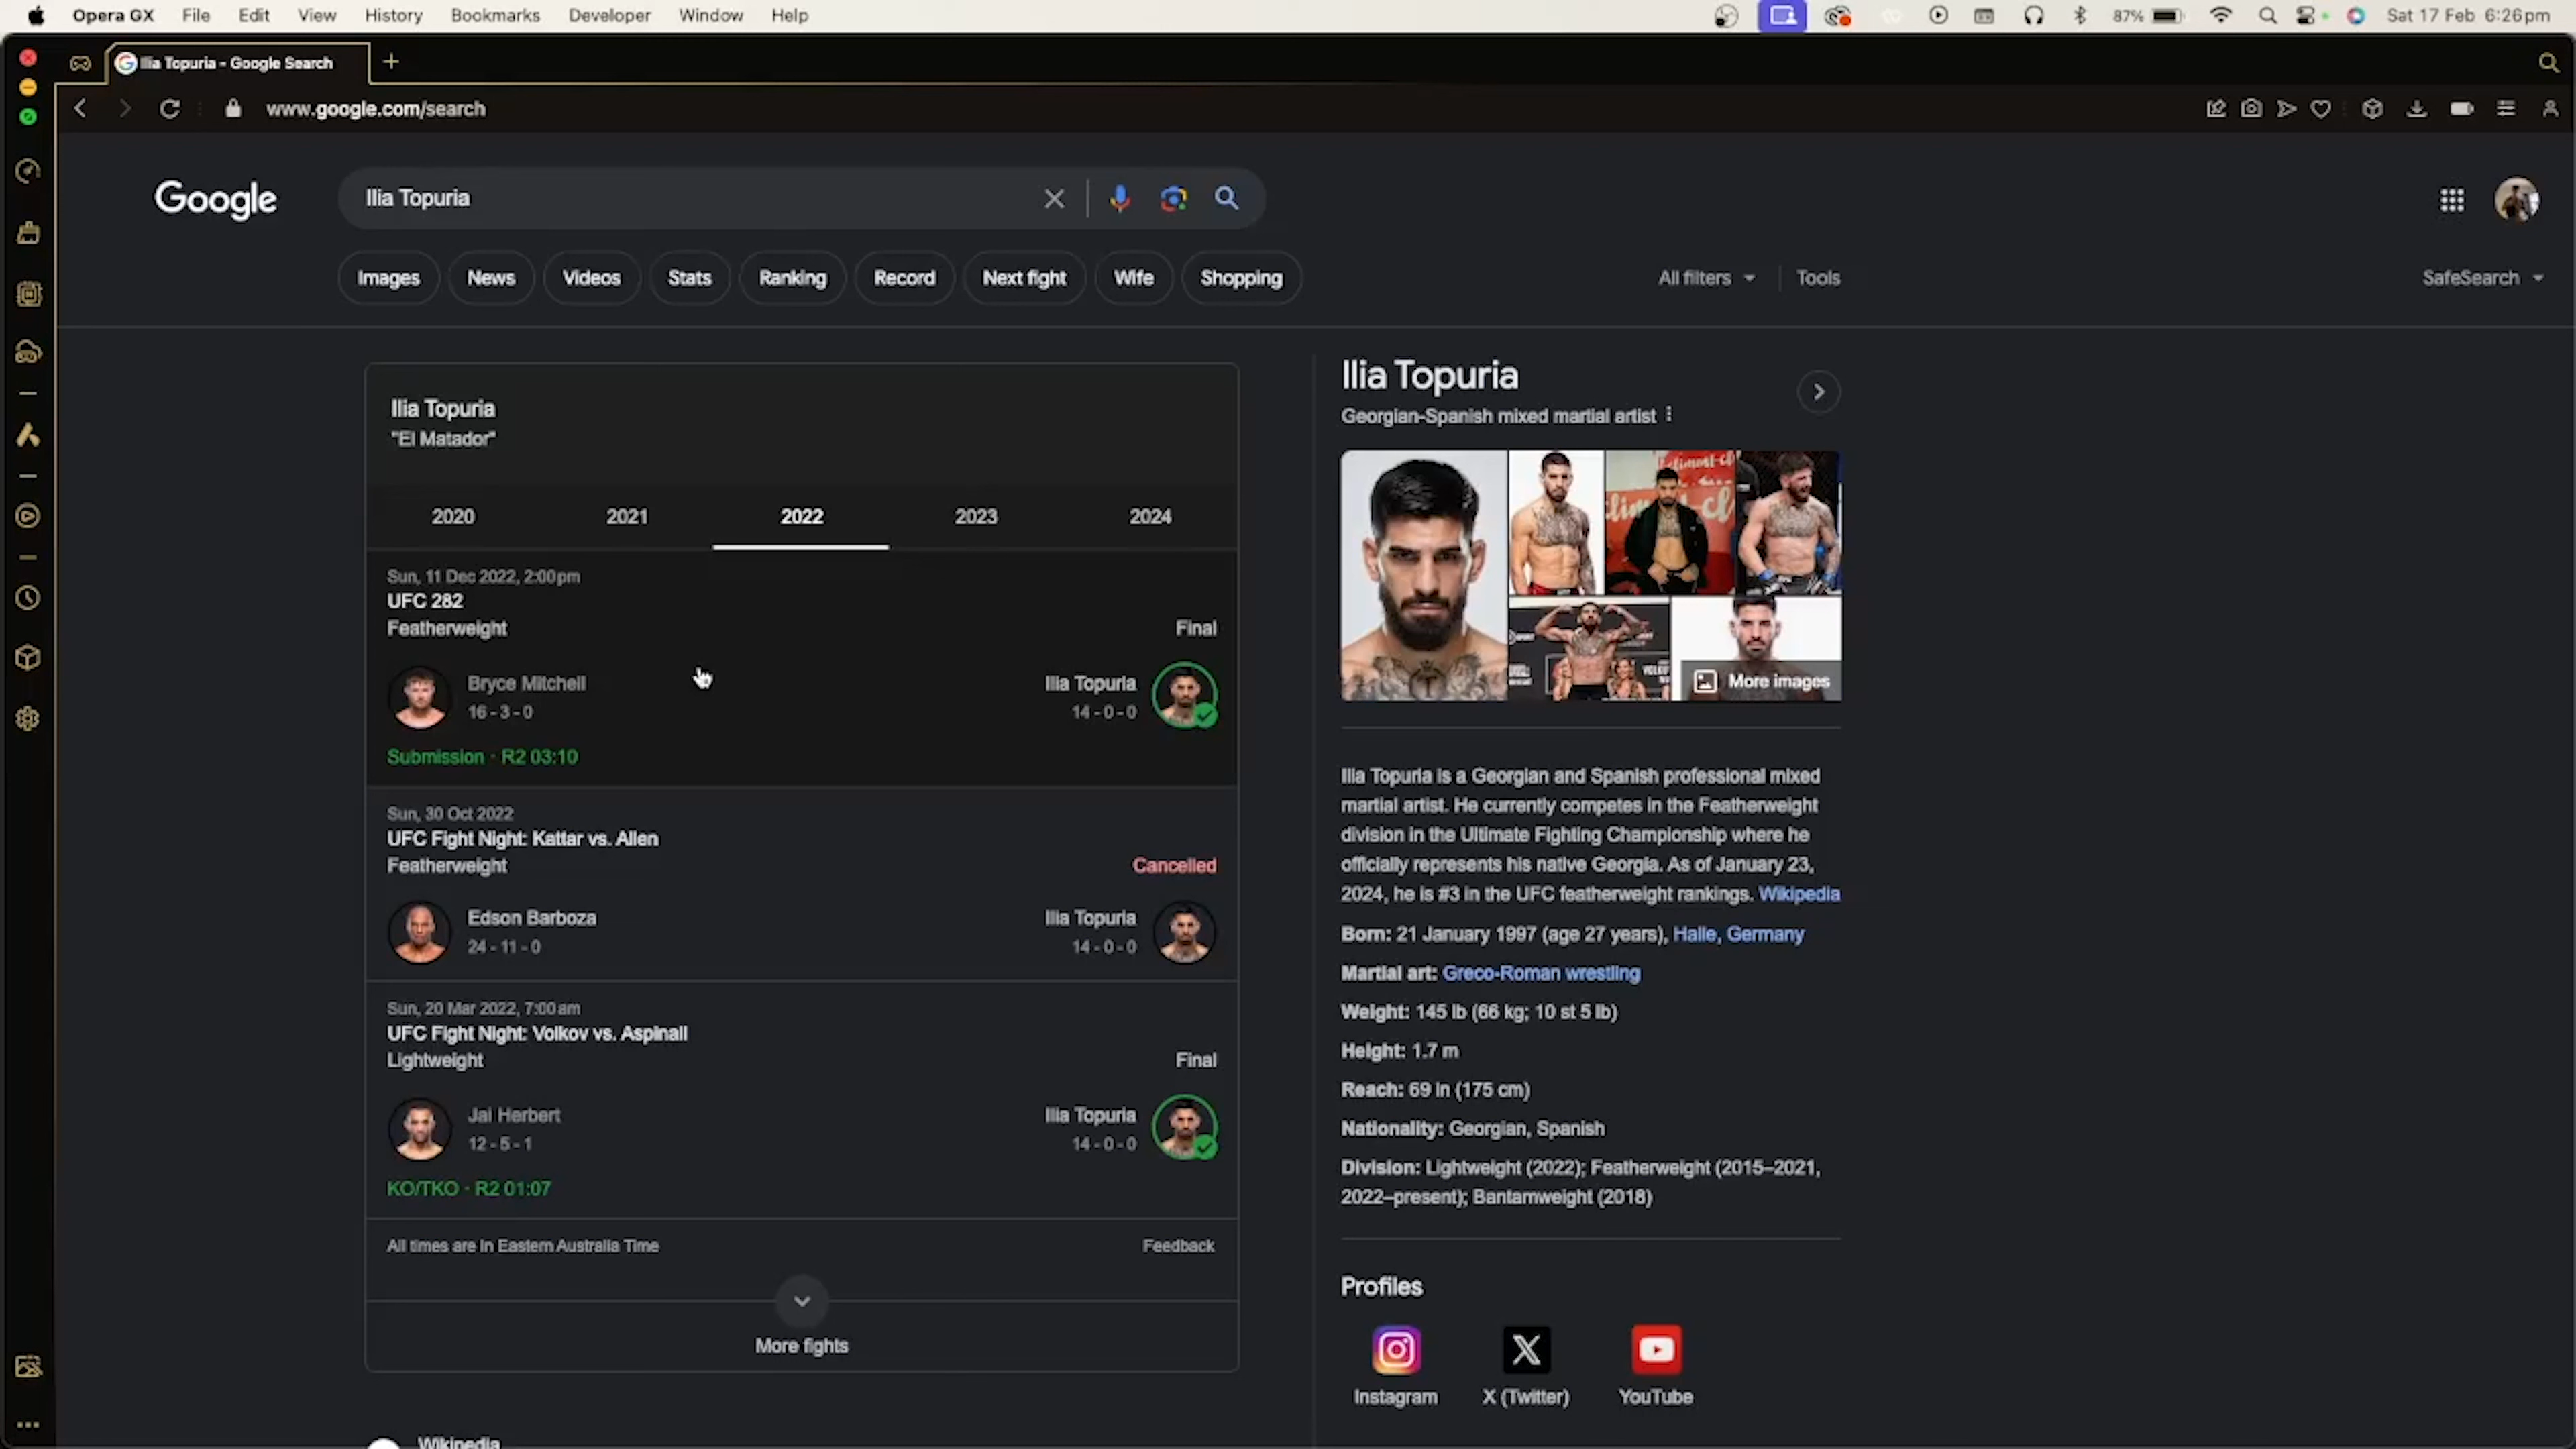 Opera GX File Edit View History Bookmarks Developer Window Help 87% Sat 17 Feb 6:26pm
Ilia Topuria - Google Search
www.google.com/search
Google Ilia Topuria
Images News Videos Stats Ranking Record Next fight Wife Shopping All filters Tools SafeSearch
Ilia Topuria
"El Matador"
2020 2021 2022 2023 2024
Sun, 11 Dec 2022, 2:00pm
UFC 282
Featherweight Final
Bryce Mitchell Ilia Topuria
16 - 3 - 0 14 - 0 - 0
Submission · R2 03:10
Sun, 30 Oct 2022
UFC Fight Night: Kattar vs. Allen
Featherweight Cancelled
Edson Barboza Ilia Topuria
24 - 11 - 0 14 - 0 - 0
Sun, 20 Mar 2022, 7:00am
UFC Fight Night: Volkov vs. Aspinall
Lightweight Final
Jai Herbert Ilia Topuria
12 - 5 - 1 14 - 0 - 0
KO/TKO · R2 01:07
All times are in Eastern Australia Time Feedback
More fights
Wikipedia
Ilia Topuria
Georgian-Spanish mixed martial artist
More images
Ilia Topuria is a Georgian and Spanish professional mixed
martial artist. He currently competes in the Featherweight
division in the Ultimate Fighting Championship where he
officially represents his native Georgia. As of January 23,
2024, he is #3 in the UFC featherweight rankings. Wikipedia
Born: 21 January 1997 (age 27 years), Halle, Germany
Martial art: Greco-Roman wrestling
Weight: 145 lb (66 kg; 10 st 5 lb)
Height: 1.7 m
Reach: 69 in (175 cm)
Nationality: Georgian, Spanish
Division: Lightweight (2022); Featherweight (2015–2021,
2022–present); Bantamweight (2018)
Profiles
Instagram X (Twitter) YouTube